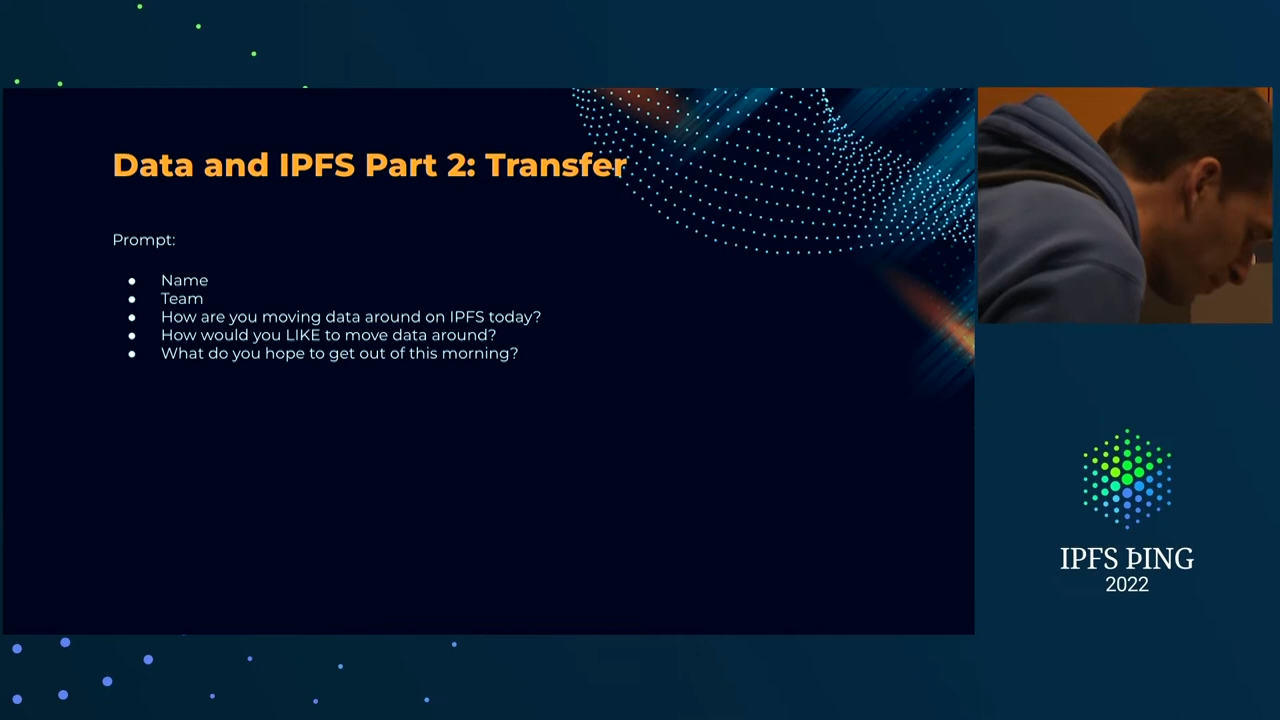 Data and IPFS Part 2: Transfer
Prompt:
● Name
● Team
● How are you moving data around on IPFS today?
● How would you LIKE to move data around?
● What do you hope to get out of this morning?
IPFS ÞING
2022